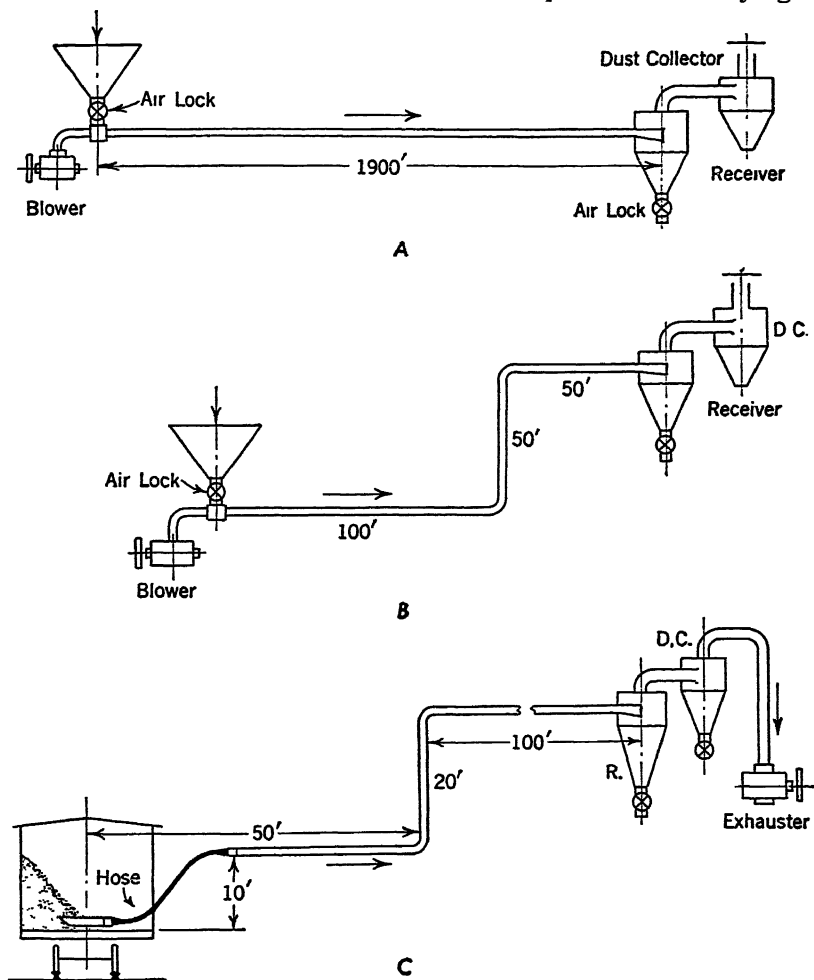 Dust Collector
Air Lock
1900'
Blower
Receiver
Air Lock
A
D C.
50'
Receiver
50'
Air Lock
100'
Blower
B
D.C.
100'
R.
20'
Exhauster
50'
Hose
10'
C